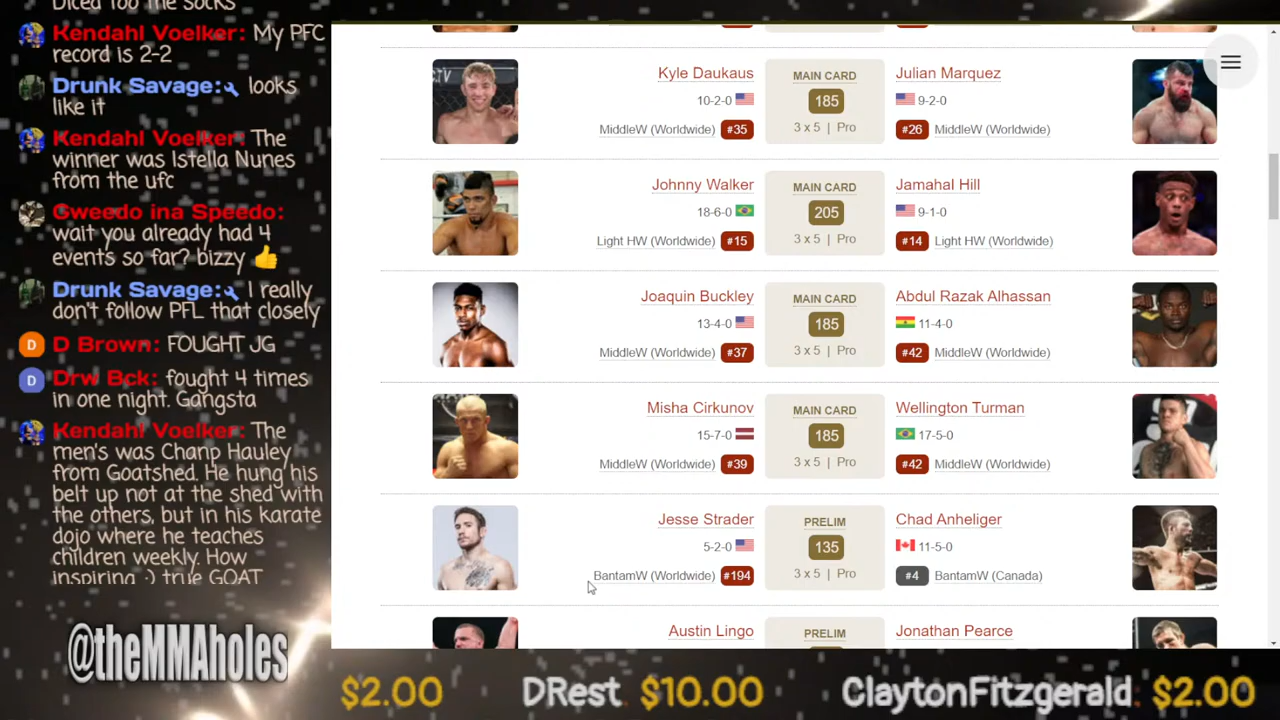 Diced Too the socks
Kendahl Voelker: My PFC
record is 2-2
Drunk Savage: looks
like it
Kendahl Voelker: The
winner was Istella Nunes
from the ufc
Gweedo ina Speedo:
wait you already had 4
events so far? bizzy 👍
Drunk Savage: I really
don't follow PFL that closely
D
D Brown: FOUGHT JG
D
Drw Bck: fought 4 times
in one night. Gangsta
Kendahl Voelker: The
men's was Chanp Hauley
from Goatshed. He hung his
belt up not at the shed with
the others, but in his karate
dojo where he teaches
children weekly. How
inspiring :) true GOAT
@theMMAholes
Kyle Daukaus
10-2-0
MiddleW (Worldwide) #35
MAIN CARD
185
3 x 5 | Pro
Julian Marquez
9-2-0
#26 MiddleW (Worldwide)
Johnny Walker
18-6-0
Light HW (Worldwide) #15
MAIN CARD
205
3 x 5 | Pro
Jamahal Hill
9-1-0
#14 Light HW (Worldwide)
Joaquin Buckley
13-4-0
MiddleW (Worldwide) #37
MAIN CARD
185
3 x 5 | Pro
Abdul Razak Alhassan
11-4-0
#42 MiddleW (Worldwide)
Misha Cirkunov
15-7-0
MiddleW (Worldwide) #39
MAIN CARD
185
3 x 5 | Pro
Wellington Turman
17-5-0
#42 MiddleW (Worldwide)
Jesse Strader
5-2-0
BantamW (Worldwide) #194
PRELIM
135
3 x 5 | Pro
Chad Anheliger
11-5-0
#4 BantamW (Canada)
Austin Lingo
PRELIM
Jonathan Pearce
$2.00 DRest: $10.00 ClaytonFitzgerald: $2.00